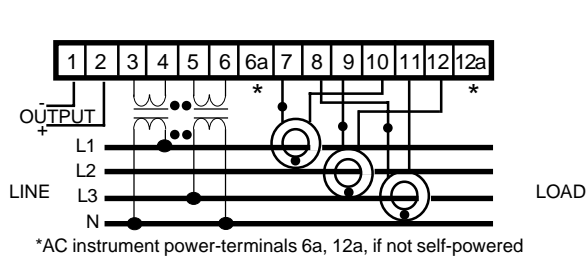 1 2 3 4 5 6 6a 7 8 9 10 11 12 12a
* *
-
OUTPUT
+
L1
L2
LINE L3 LOAD
N
*AC instrument power-terminals 6a, 12a, if not self-powered